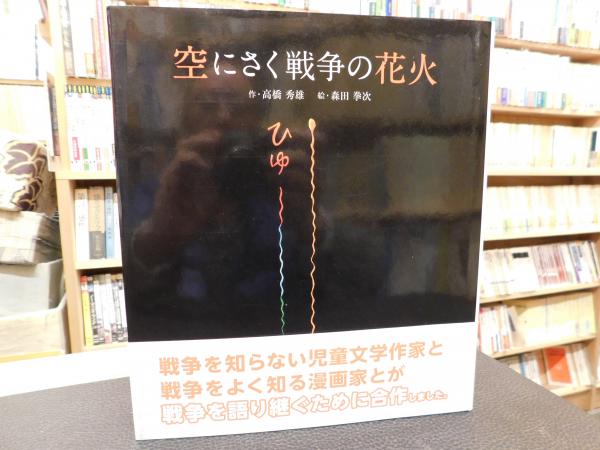 空にさく戦争の花火
作・高橋 秀雄 絵・森田 拳次
ひゅー
戦争を知らない児童文学作家と
戦争をよく知る漫画家とが
戦争を語り継ぐために合作しました。